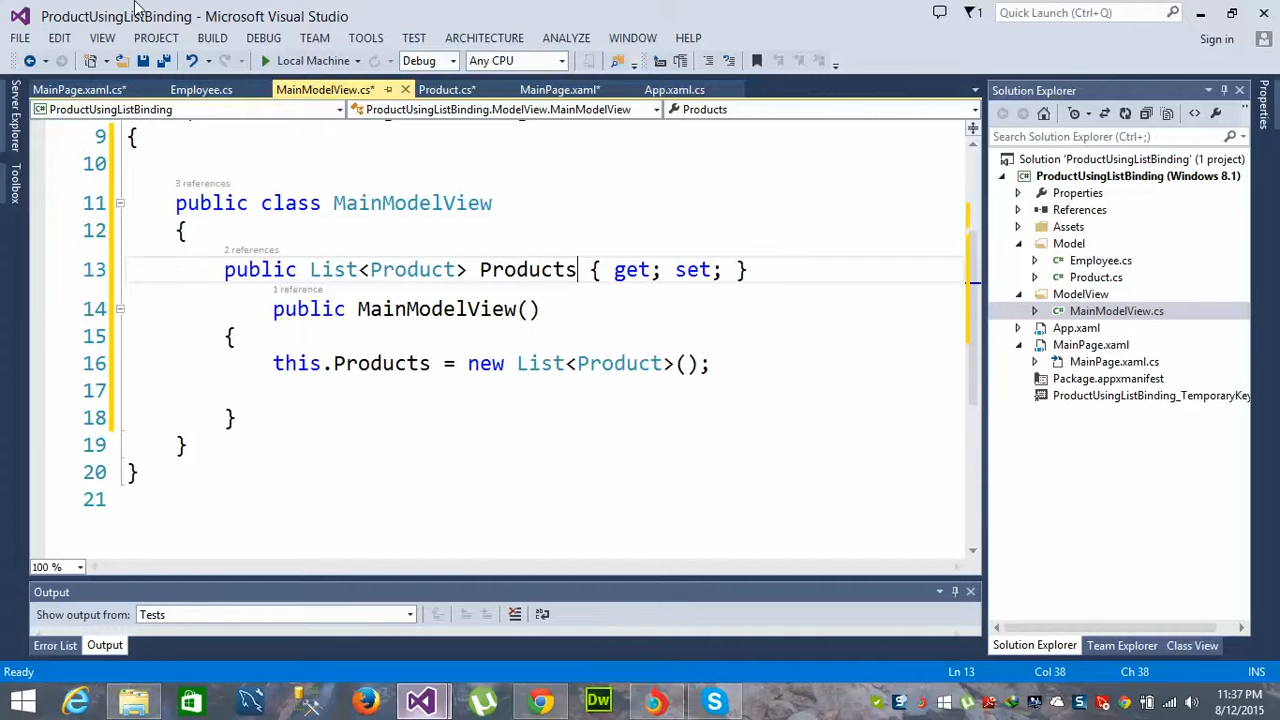 ProductUsingListBinding - Microsoft Visual Studio
1
Quick Launch (Ctrl+Q)
FILE EDIT VIEW PROJECT BUILD DEBUG TEAM TOOLS TEST ARCHITECTURE ANALYZE WINDOW HELP
Sign in
Local Machine Debug Any CPU
Server Explorer
Toolbox
MainPage.xaml.cs* Employee.cs MainModelView.cs* Product.cs* MainPage.xaml* App.xaml.cs
ProductUsingListBinding ProductUsingListBinding.ModelView.MainModelView Products
9 {
10
3 references
11 public class MainModelView
12 {
2 references
13 public List<Product> Products { get; set; }
1 reference
14 public MainModelView()
15 {
16 this.Products = new List<Product>();
17
18 }
19 }
20 }
21
100 %
Output
Show output from: Tests
Error List Output
Solution Explorer
Search Solution Explorer (Ctrl+;)
Solution 'ProductUsingListBinding' (1 project)
ProductUsingListBinding (Windows 8.1)
Properties
References
Assets
Model
Employee.cs
Product.cs
ModelView
MainModelView.cs
App.xaml
MainPage.xaml
MainPage.xaml.cs
Package.appxmanifest
ProductUsingListBinding_TemporaryKey
Solution Explorer Team Explorer Class View
Properties
Ready Ln 13 Col 38 Ch 38 INS
Dw
11:37 PM
8/12/2015